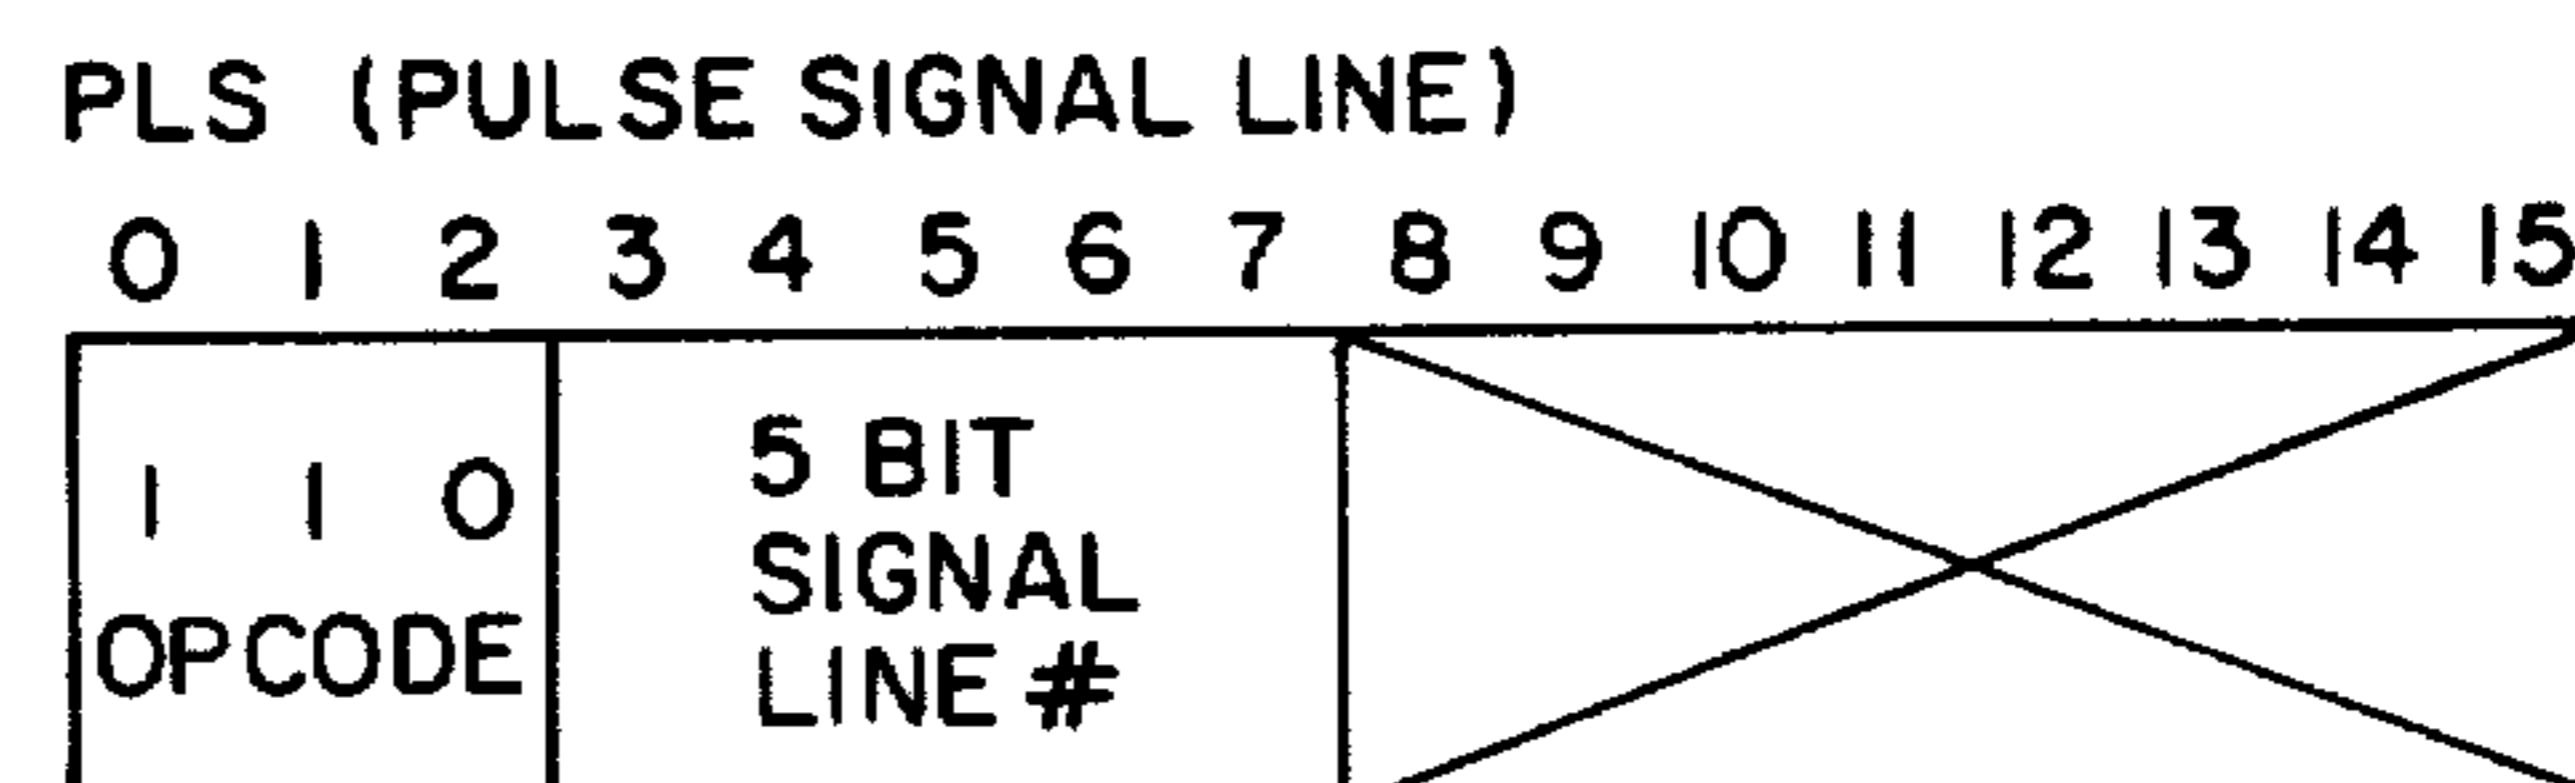 PLS (PULSE SIGNAL LINE)
0 1 2 3 4 5 6 7 8 9 10 11 12 13 14 15
5 BIT
1 1 0
SIGNAL
OPCODE
LINE #